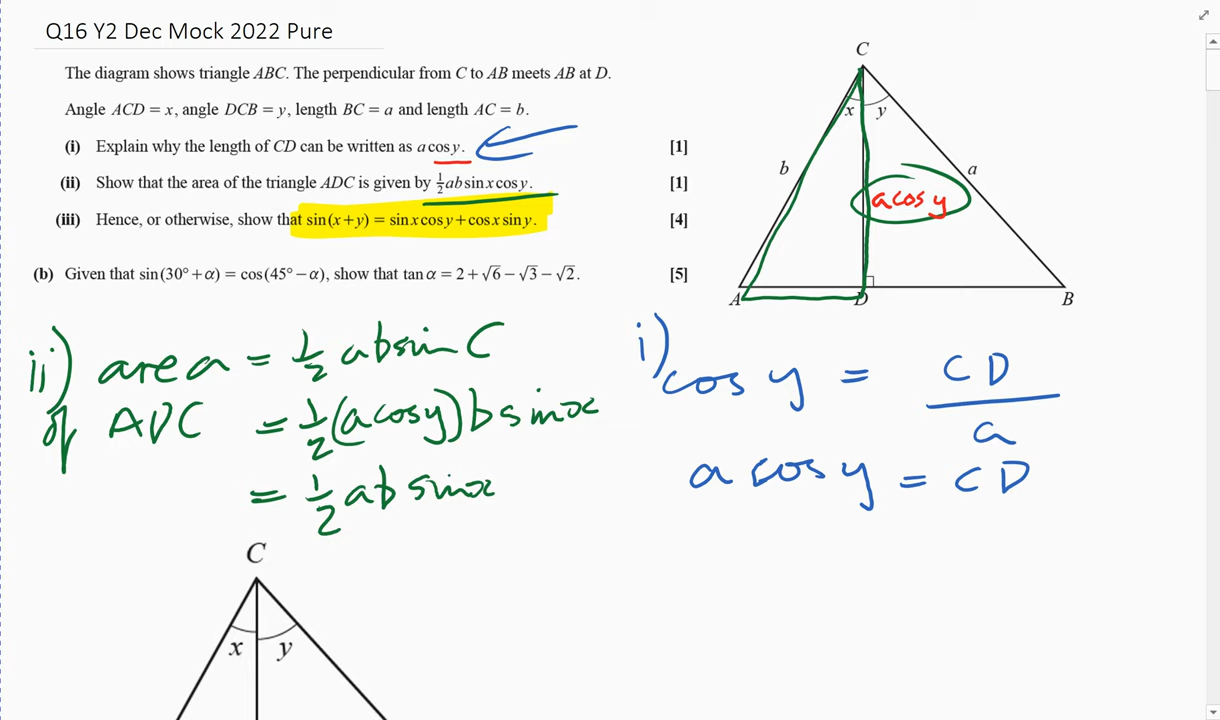 Q16 Y2 Dec Mock 2022 Pure
The diagram shows triangle ABC. The perpendicular from C to AB meets AB at D.
Angle ACD = x, angle DCB = y, length BC = a and length AC = b.
(i) Explain why the length of CD can be written as a cos y. [1]
(ii) Show that the area of the triangle ADC is given by ½ab sin x cos y. [1]
(iii) Hence, or otherwise, show that sin(x + y) = sin x cos y + cos x sin y. [4]
(b) Given that sin(30° + α) = cos(45° − α), show that tan α = 2 + √6 − √3 − √2. [5]
C
x y
b a
a cos y
A D B
ii) area = ½ ab sin C
of ADC = ½ (a cos y) b sin x
= ½ ab sin x
i)
cos y = CD / a
a cos y = CD
C
x y